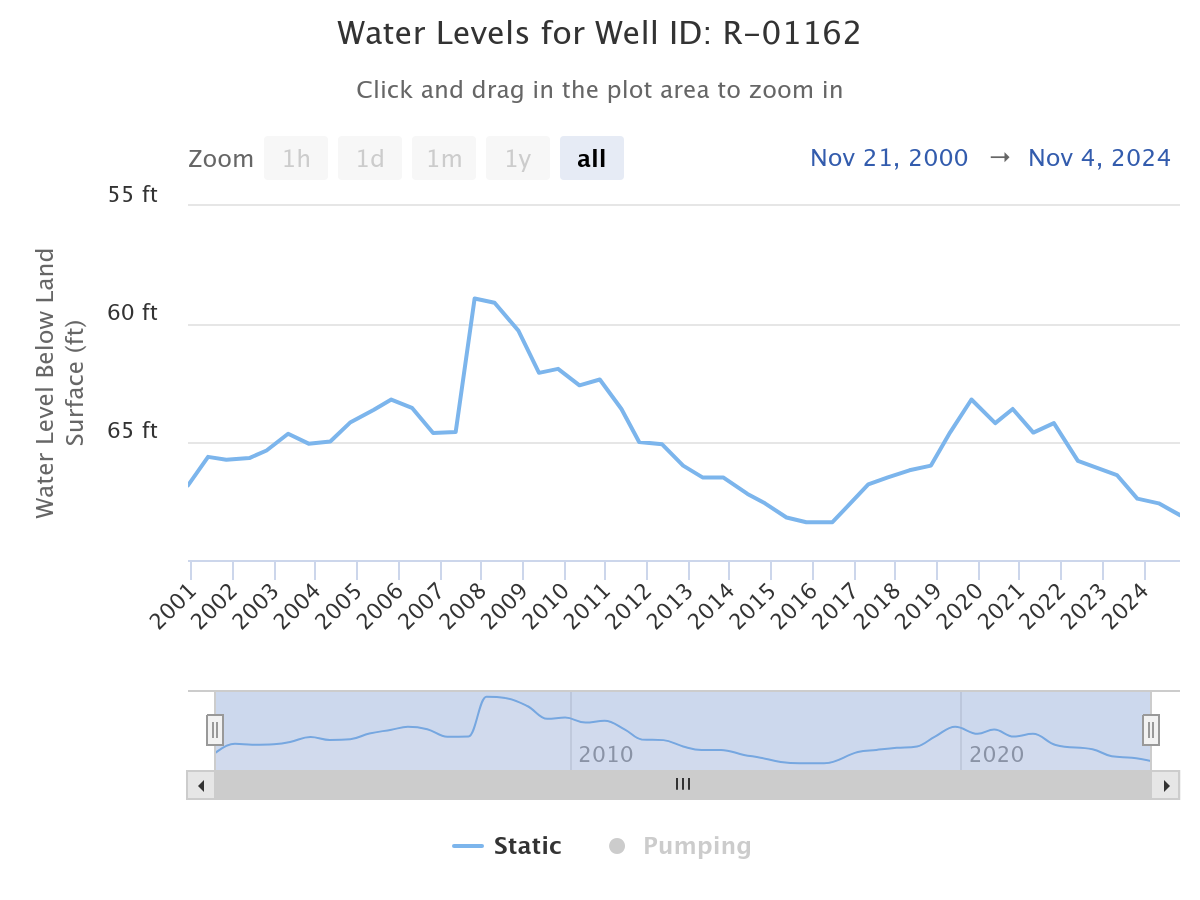 Water Levels for Well ID: R-01162
Click and drag in the plot area to zoom in
Zoom 1h 1d 1m 1y all Nov 21, 2000 → Nov 4, 2024
55 ft
60 ft
65 ft
Water Level Below Land
Surface (ft)
2001 2002 2003 2004 2005 2006 2007 2008 2009 2010 2011 2012 2013 2014 2015 2016 2017 2018 2019 2020 2021 2022 2023 2024
2010 2020
Static Pumping